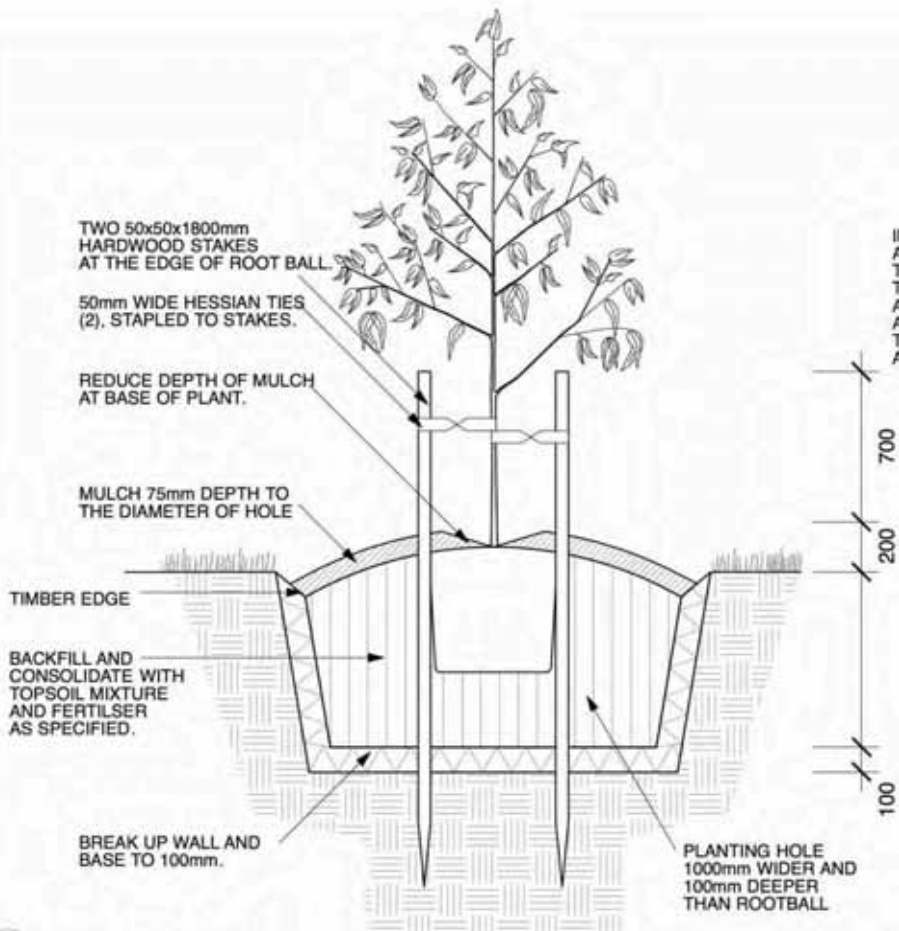 TWO 50x50x1800mm
HARDWOOD STAKES
AT THE EDGE OF ROOT BALL.
50mm WIDE HESSIAN TIES
(2), STAPLED TO STAKES.
REDUCE DEPTH OF MULCH
AT BASE OF PLANT.
MULCH 75mm DEPTH TO
THE DIAMETER OF HOLE
TIMBER EDGE
BACKFILL AND
CONSOLIDATE WITH
TOPSOIL MIXTURE
AND FERTILSER
AS SPECIFIED.
BREAK UP WALL AND
BASE TO 100mm.
PLANTING HOLE
1000mm WIDER AND
100mm DEEPER
THAN ROOTBALL
700
200
100